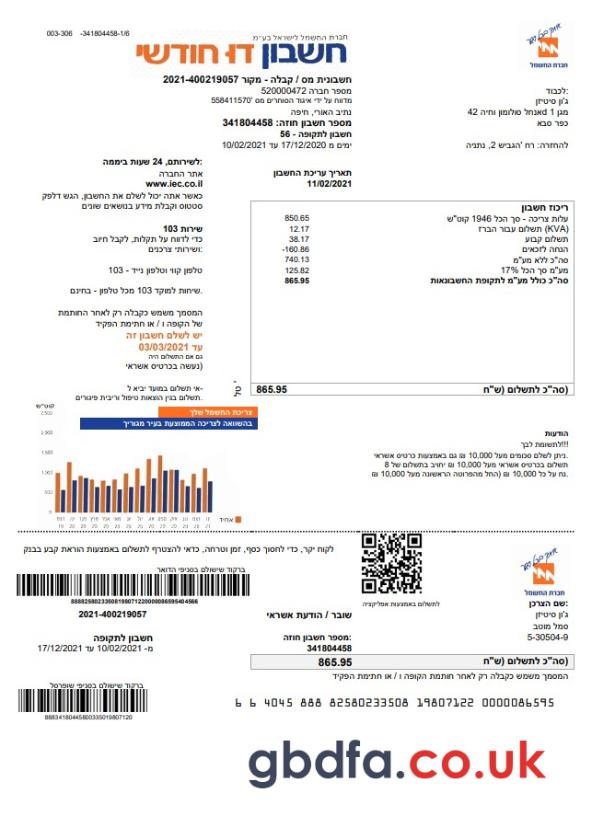 003-306 -341804458-1/6
חברת החשמל לישראל בע"מ
חשבון דו חודשי
חברת החשמל
חשבונית מס / קבלה - מקור 2021-400219057
מספר חברה 520000472
מדווח על ידי איגוד הסוחרים מס '558411570
נתיב האורי, חיפה
מספר חשבון חוזה: 341804458
חשבון לתקופה - 56
ימים מ 17/12/2020 עד 10/02/2021
לכבוד:
ג'ון סיטיזן
מגן 1 דאנחל סולומון וחיה 42
כפר סבא
להחזרה: רח 'הגביש 2, נתניה
תאריך עריכת החשבון
11/02/2021
לשירותם, 24 שעות ביממה:
אתר החברה
www.iec.co.il
כאשר אתה יכול לשלם את החשבון, הגש דלפק
סטטוס וקבלת מידע בנושאים שונים
שירות 103
כדי לדווח על תקלות, לקבל חיוב
ושירותי צרכנים:
טלפון קווי וטלפון נייד - 103
שיחות למוקד 103 מכל טלפון - בחינם.
המסמך משמש כקבלה רק לאחר החותמת
של הקופה ו / או חתימת הפקיד
יש לשלם חשבון זה
עד 03/03/2021
גם אם התשלום היה
(נעשה בכרטיס אשראי
אי תשלום במועד יביא ל-
תשלום בגין הוצאות טיפול וריבית פיגורים.
ריכוז חשבון
עלות צריכה - סך הכל 1946 קוט"ש 850.65
(KVA) תשלום עבור הברז 12.17
תשלום קבוע 38.17
הנחה לזכאים -160.86
סה"כ ללא מע"מ 740.13
מע"מ סך הכל 17% 125.82
סה"כ כולל מע"מ לתקופת החשבונאות 865.95
(סה"כ לתשלום (ש"ח 865.95
קוט"ש
צריכת החשמל שלך
בהשוואה לצריכה הממוצעת בעיר מגוריך
2,500
2,000
1,500
1,000
500
0
אחיד
הודעות
לתשומת לבך!!!
ניתן לשלם סכומים מעל 10,000 ₪ גם באמצעות כרטיס אשראי.
תשלום בכרטיס אשראי מעל 10,000 ₪ יחויב בתשלום של 8
נח על כל 10,000 ₪ (החל מהפרוטה הראשונה מעל 10,000 ₪.
לקוח יקר, כדי לחסוך כסף, זמן וטרחה, כדאי להצטרף לתשלום באמצעות הוראת קבע בבנק
ברקוד שישולם בסניפי הדואר
2021-400219057
חשבון לתקופה
מ- 10/02/2021 עד 17/12/2021
לתשלום באמצעות אפליקציה
שובר / הודעת אשראי
מספר חשבון חוזה:
341804458
חברת החשמל
שם הצרכן:
ג'ון סיטיזן
סמל מוטב
5-30504-9
(סה"כ לתשלום (ש"ח 865.95
המסמך משמש כקבלה רק לאחר חותמת הקופה ו / או חתימת הפקיד
ברקוד שישולם בסניפי שופרסל
88834180445800335019807120
6 6 4045 888 82580233508 19807122 0000086595
gbdfa.co.uk